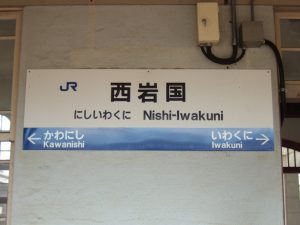 JR 西岩国
にしいわくに Nishi-Iwakuni
← かわにし いわくに →
Kawanishi Iwakuni